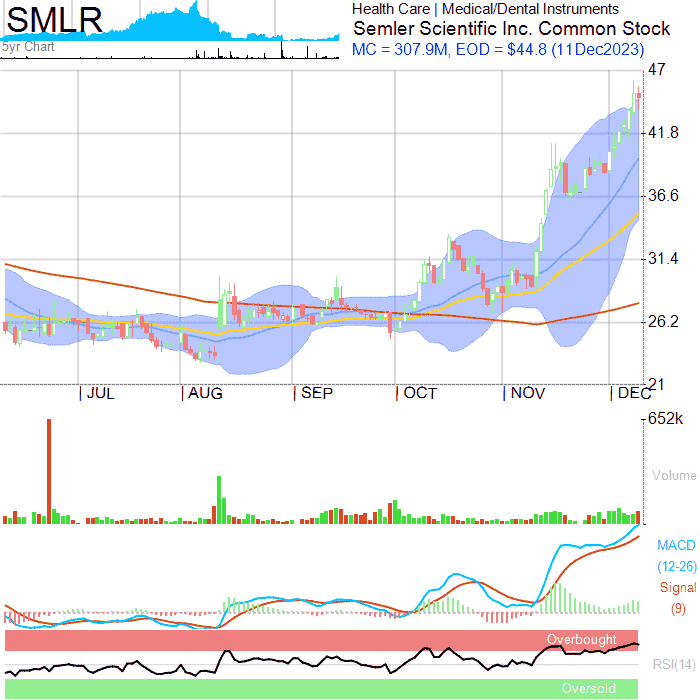 SMLR
5yr Chart
Health Care | Medical/Dental Instruments
Semler Scientific Inc. Common Stock
MC = 307.9M, EOD = $44.8 (11Dec2023)
47
41.8
36.6
31.4
26.2
21
JUL AUG SEP OCT NOV DEC
652k
Volume
MACD
(12-26)
Signal
(9)
Overbought
RSI(14)
Oversold